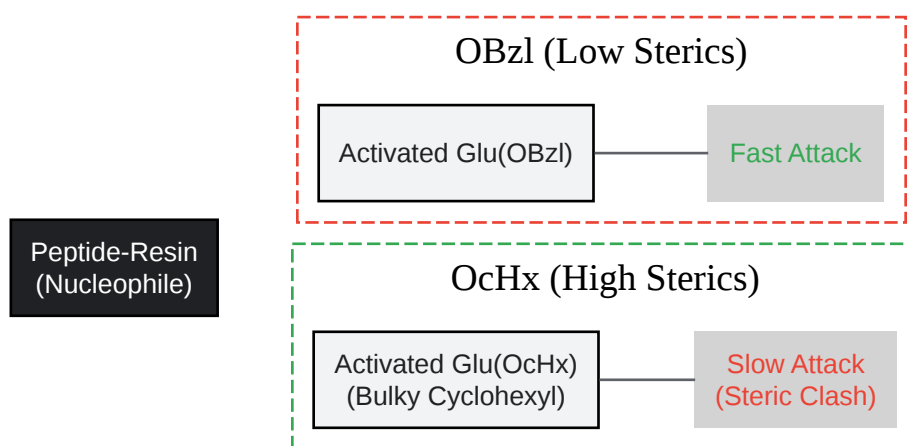 OBzl (Low Sterics)
Activated Glu(OBzl)
Fast Attack
Peptide-Resin
(Nucleophile)
OcHx (High Sterics)
Activated Glu(OcHx)
(Bulky Cyclohexyl)
Slow Attack
(Steric Clash)